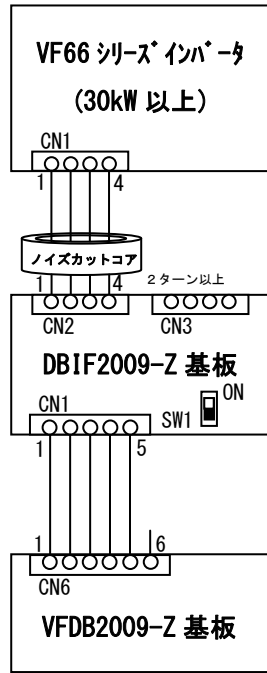 VF66 シリーズ インバータ
(30kW 以上)
CN1
1 4
ノイズカットコア
2ターン以上
1 4
CN2 CN3
DBIF2009-Z 基板
ON
CN1
SW1
1 5
1 6
CN6
VFDB2009-Z 基板